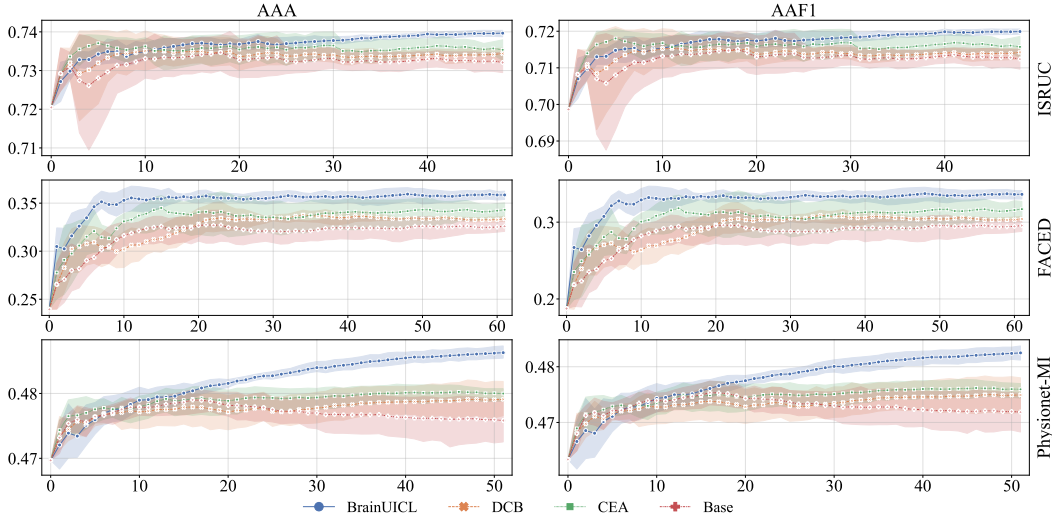 AAA AAF1
0.74 0.72
0.73 0.71
0.72 0.70
0.71 0.69
ISRUC
0 10 20 30 40 0 10 20 30 40
0.35 0.3
0.30
0.25 0.2
FACED
0 10 20 30 40 50 60 0 10 20 30 40 50 60
0.48 0.48
0.47 0.47
Physionet-MI
0 10 20 30 40 50 0 10 20 30 40 50
BrainUICL DCB CEA Base